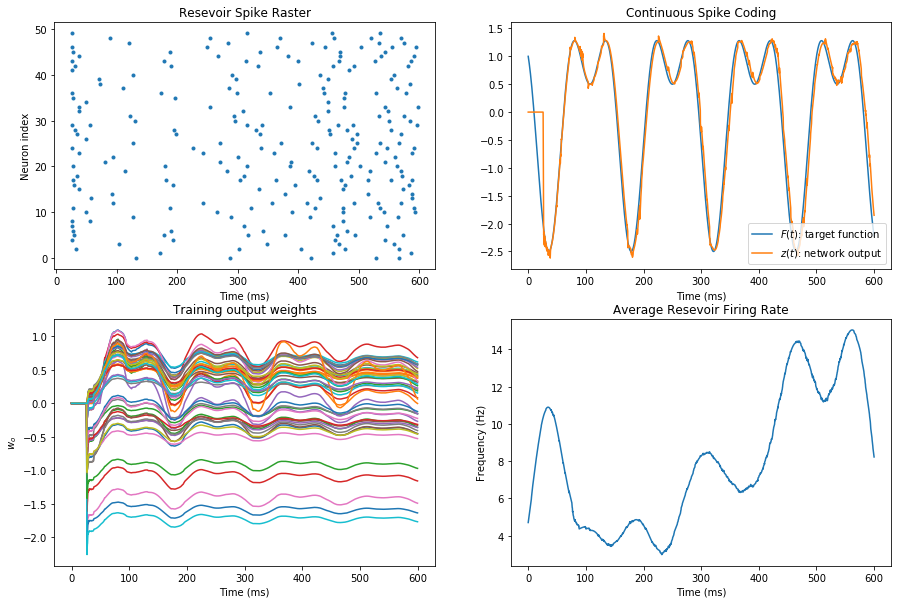 Resevoir Spike Raster
50
40
30
20
10
0
Neuron index
0 100 200 300 400 500 600
Time (ms)
Continuous Spike Coding
1.5
1.0
0.5
0.0
−0.5
−1.0
−1.5
−2.0
−2.5
F(t): target function
z(t): network output
0 100 200 300 400 500 600
Time (ms)
Training output weights
1.0
0.5
0.0
−0.5
−1.0
−1.5
−2.0
w_o
0 100 200 300 400 500 600
Time (ms)
Average Resevoir Firing Rate
14
12
10
8
6
4
Frequency (Hz)
0 100 200 300 400 500 600
Time (ms)